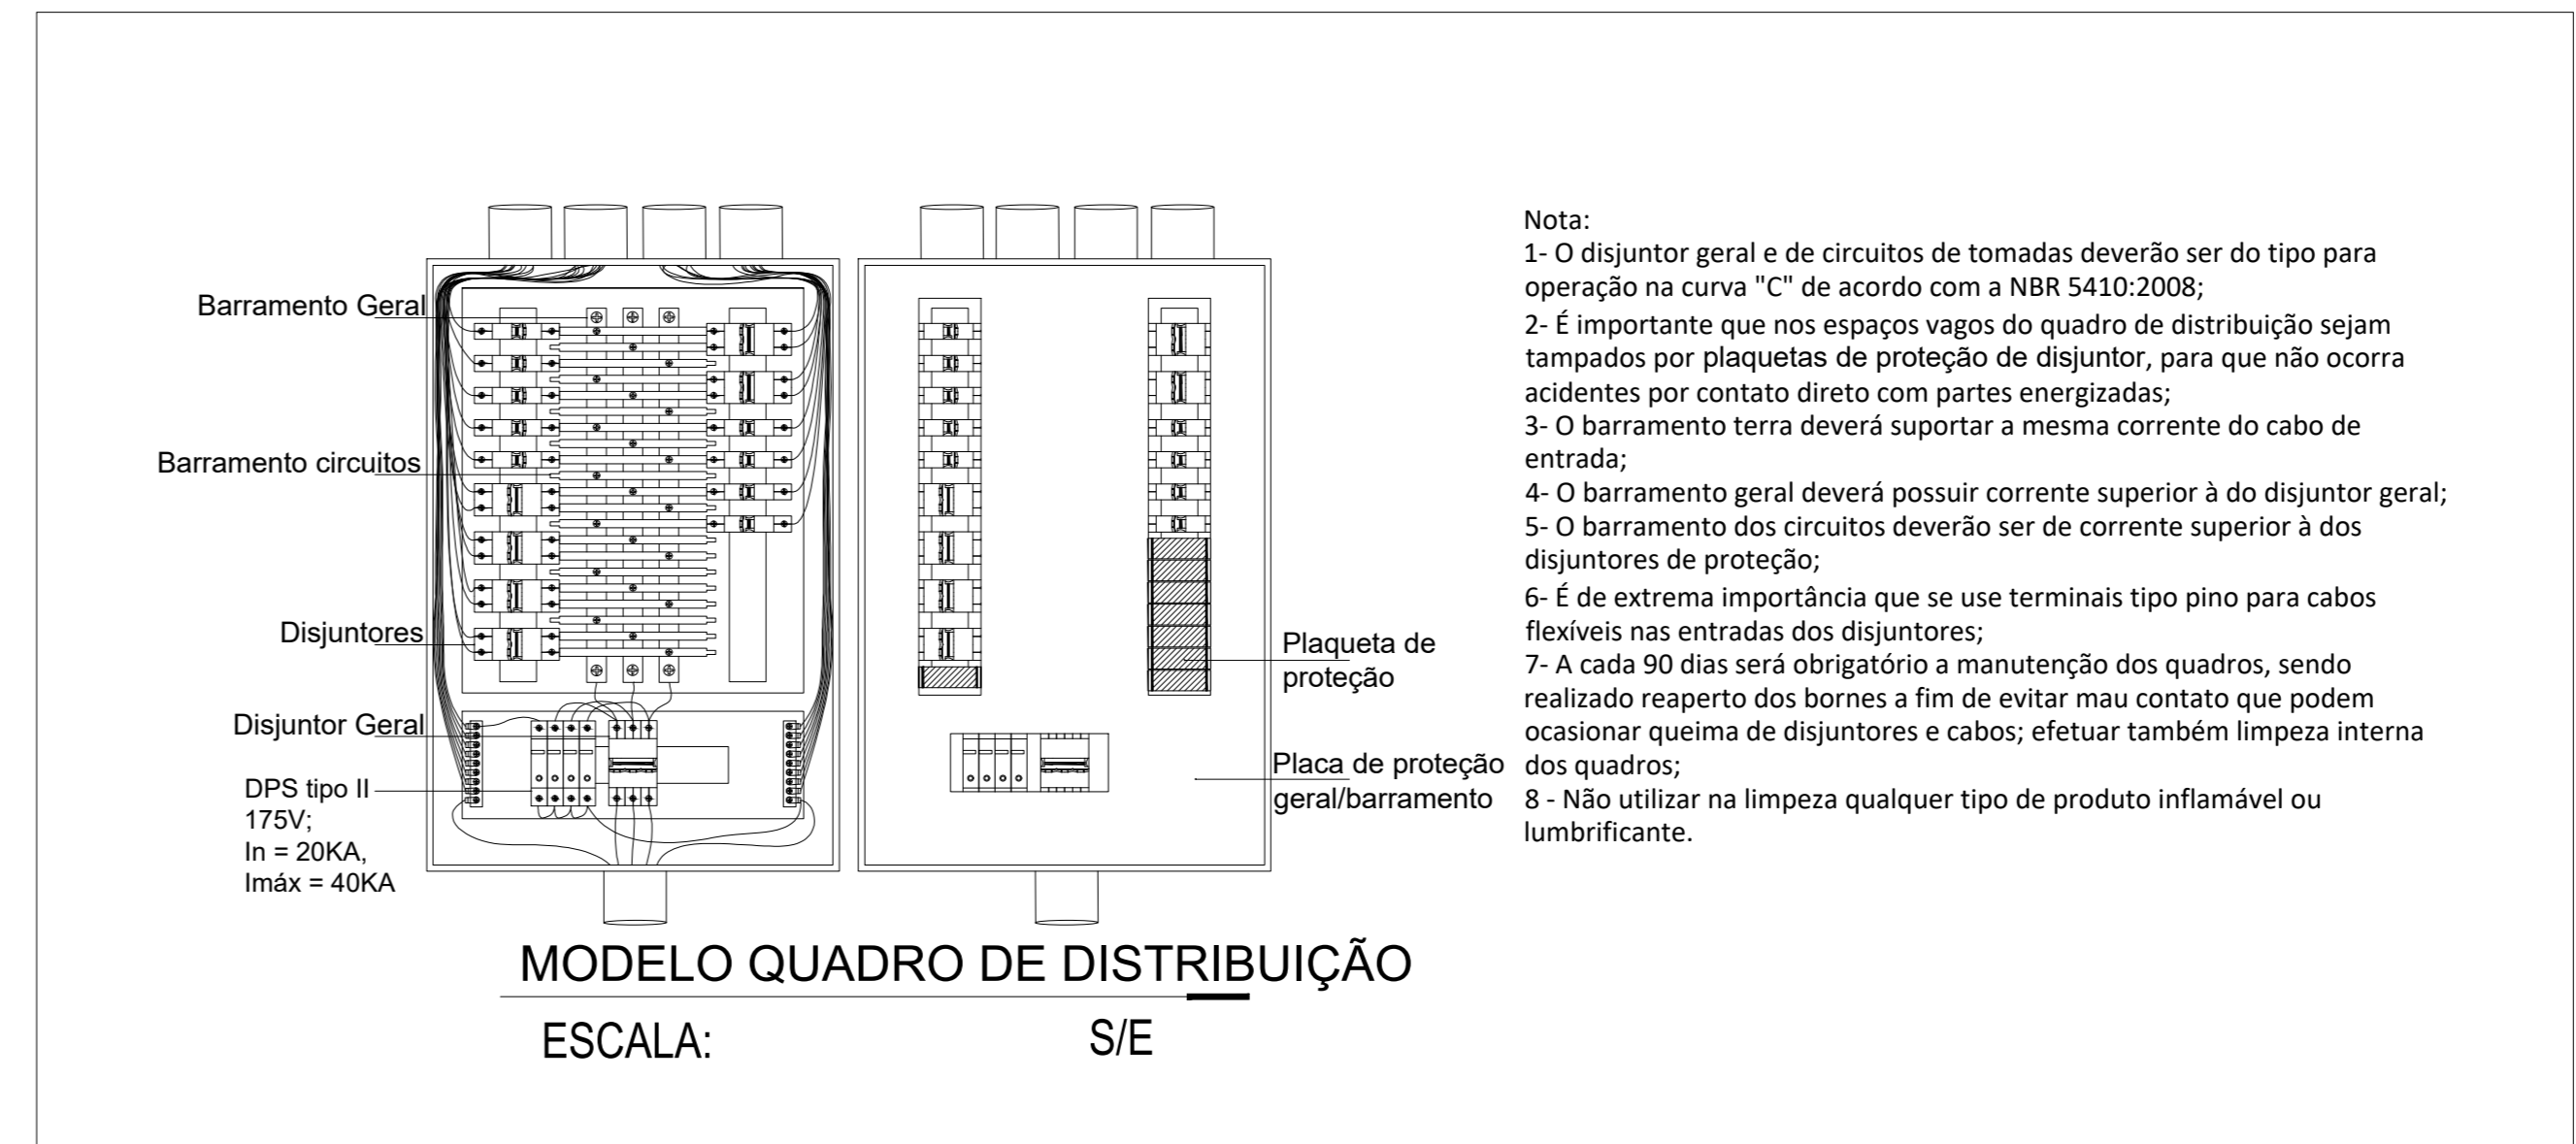 Barramento Geral
Barramento circuitos
Disjuntores
Disjuntor Geral
DPS tipo II
175V;
In = 20KA,
Imáx = 40KA
Plaqueta de
proteção
Placa de proteção
geral/barramento
Nota:
1- O disjuntor geral e de circuitos de tomadas deverão ser do tipo para
operação na curva "C" de acordo com a NBR 5410:2008;
2- É importante que nos espaços vagos do quadro de distribuição sejam
tampados por plaquetas de proteção de disjuntor, para que não ocorra
acidentes por contato direto com partes energizadas;
3- O barramento terra deverá suportar a mesma corrente do cabo de
entrada;
4- O barramento geral deverá possuir corrente superior à do disjuntor geral;
5- O barramento dos circuitos deverão ser de corrente superior à dos
disjuntores de proteção;
6- É de extrema importância que se use terminais tipo pino para cabos
flexíveis nas entradas dos disjuntores;
7- A cada 90 dias será obrigatório a manutenção dos quadros, sendo
realizado reaperto dos bornes a fim de evitar mau contato que podem
ocasionar queima de disjuntores e cabos; efetuar também limpeza interna
dos quadros;
8 - Não utilizar na limpeza qualquer tipo de produto inflamável ou
lumbrificante.
MODELO QUADRO DE DISTRIBUIÇÃO
ESCALA: S/E